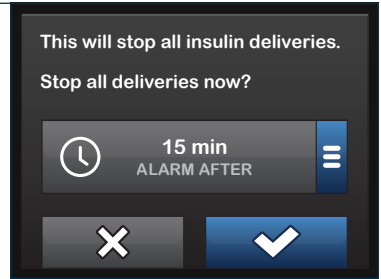 This will stop all insulin deliveries.
Stop all deliveries now?
15 min
ALARM AFTER